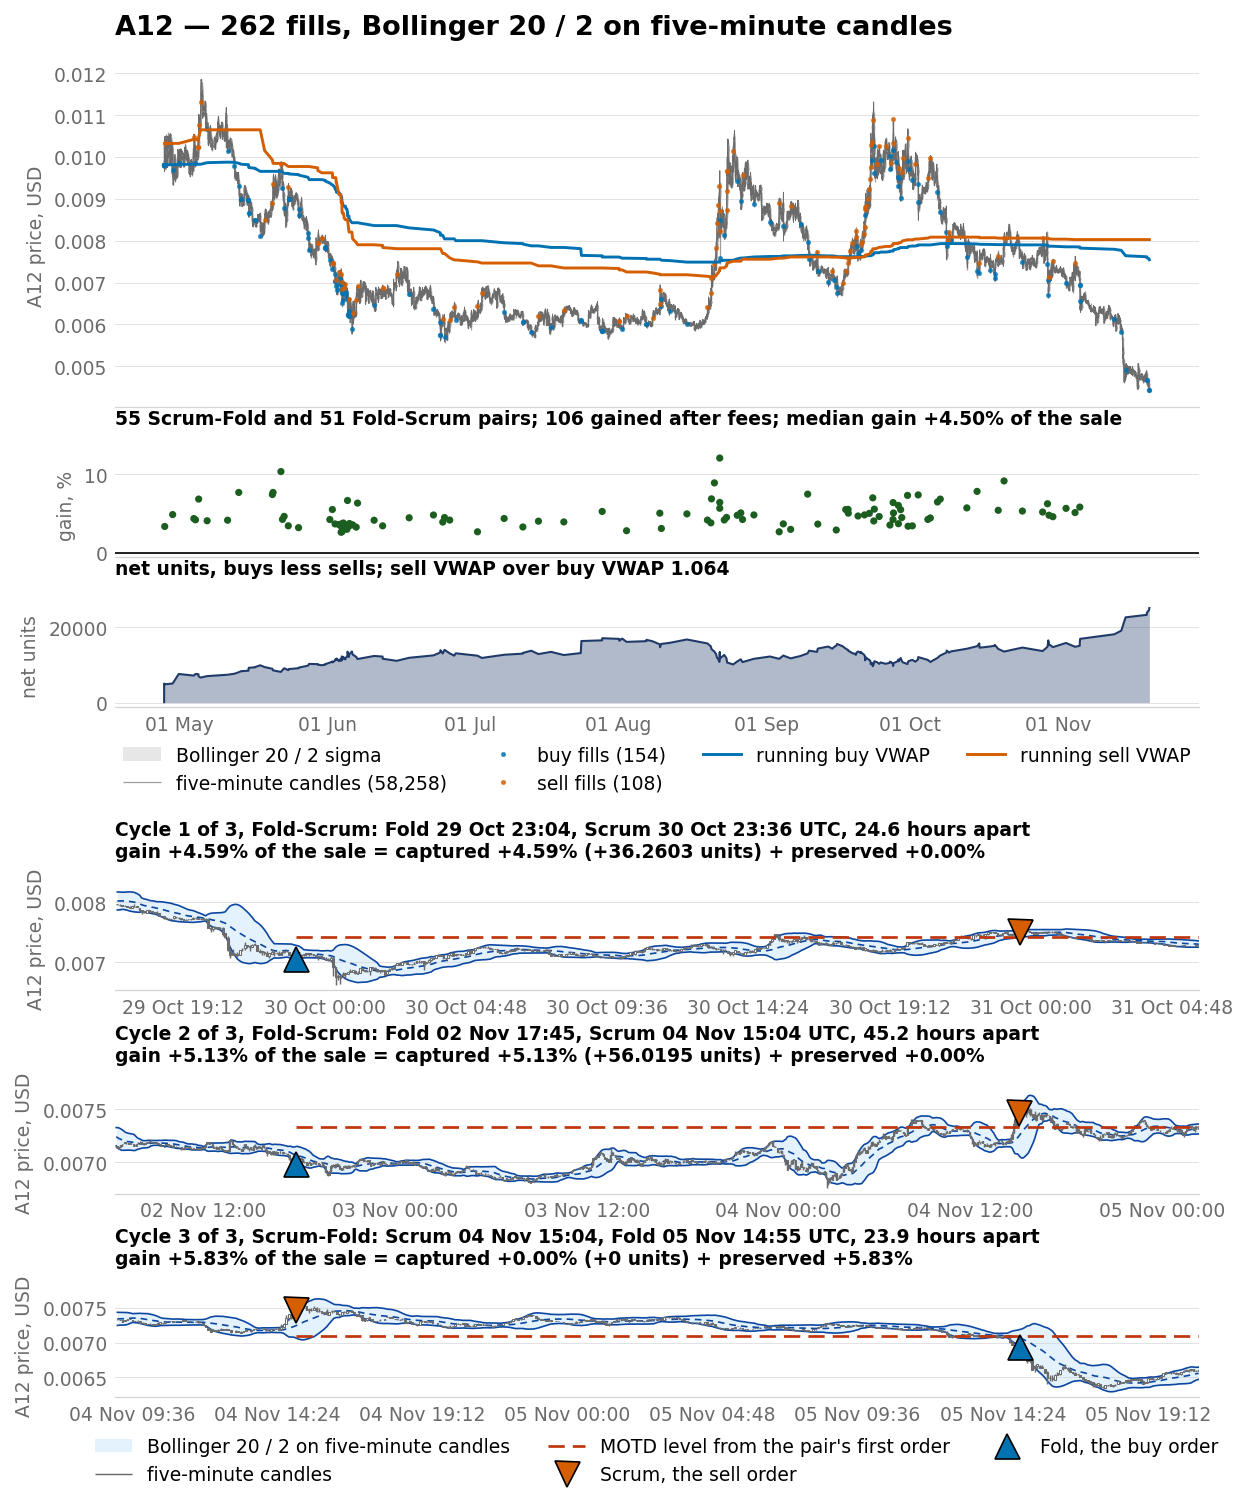 A12 — 262 fills, Bollinger 20 / 2 on five-minute candles
0.012
0.011
0.010
0.009
0.008
0.007
0.006
0.005
A12 price, USD
55 Scrum-Fold and 51 Fold-Scrum pairs; 106 gained after fees; median gain +4.50% of the sale
10
0
gain, %
net units, buys less sells; sell VWAP over buy VWAP 1.064
20000
0
net units
01 May 01 Jun 01 Jul 01 Aug 01 Sep 01 Oct 01 Nov
Bollinger 20 / 2 sigma
five-minute candles (58,258)
buy fills (154)
sell fills (108)
running buy VWAP
running sell VWAP
Cycle 1 of 3, Fold-Scrum: Fold 29 Oct 23:04, Scrum 30 Oct 23:36 UTC, 24.6 hours apart
gain +4.59% of the sale = captured +4.59% (+36.2603 units) + preserved +0.00%
0.008
0.007
A12 price, USD
29 Oct 19:12 30 Oct 00:00 30 Oct 04:48 30 Oct 09:36 30 Oct 14:24 30 Oct 19:12 31 Oct 00:00 31 Oct 04:48
Cycle 2 of 3, Fold-Scrum: Fold 02 Nov 17:45, Scrum 04 Nov 15:04 UTC, 45.2 hours apart
gain +5.13% of the sale = captured +5.13% (+56.0195 units) + preserved +0.00%
0.0075
0.0070
A12 price, USD
02 Nov 12:00 03 Nov 00:00 03 Nov 12:00 04 Nov 00:00 04 Nov 12:00 05 Nov 00:00
Cycle 3 of 3, Scrum-Fold: Scrum 04 Nov 15:04, Fold 05 Nov 14:55 UTC, 23.9 hours apart
gain +5.83% of the sale = captured +0.00% (+0 units) + preserved +5.83%
0.0075
0.0070
0.0065
A12 price, USD
04 Nov 09:36 04 Nov 14:24 04 Nov 19:12 05 Nov 00:00 05 Nov 04:48 05 Nov 09:36 05 Nov 14:24 05 Nov 19:12
Bollinger 20 / 2 on five-minute candles
five-minute candles
MOTD level from the pair's first order
Scrum, the sell order
Fold, the buy order